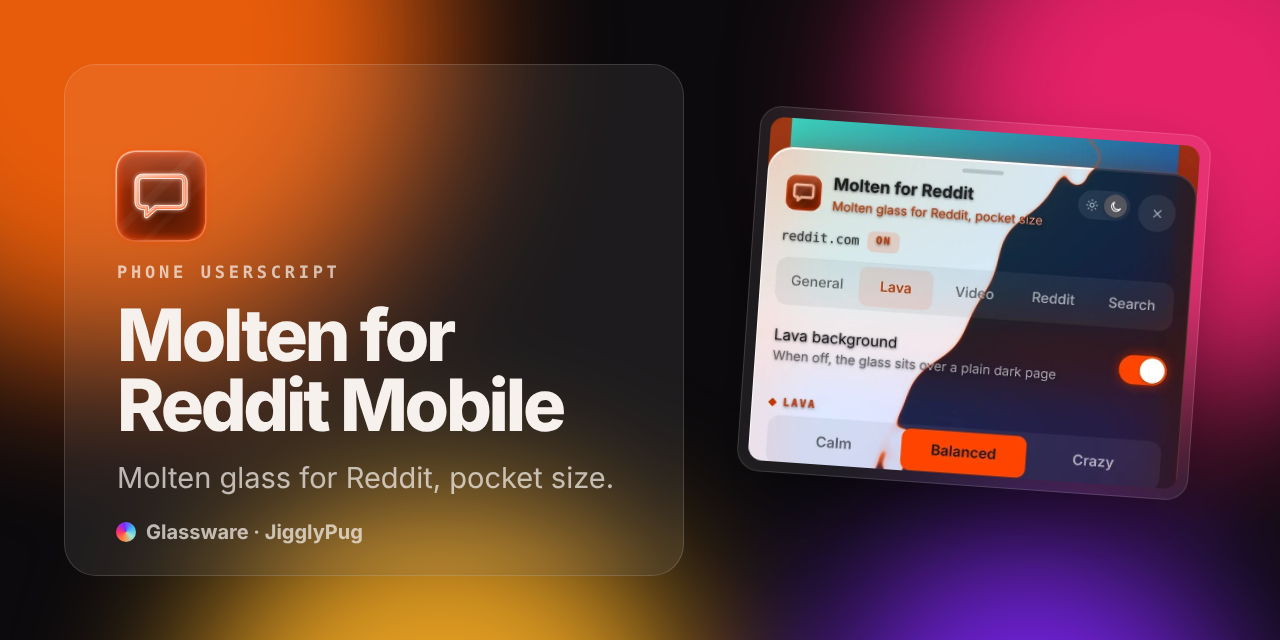 PHONE USERSCRIPT
Molten for
Reddit Mobile
Molten glass for Reddit, pocket size.
Glassware · JigglyPug
Molten for Reddit
Molten glass for Reddit, pocket size
reddit.com ON
General Lava Video Reddit Search
Lava background
When off, the glass sits over a plain dark page
LAVA
Calm Balanced Crazy